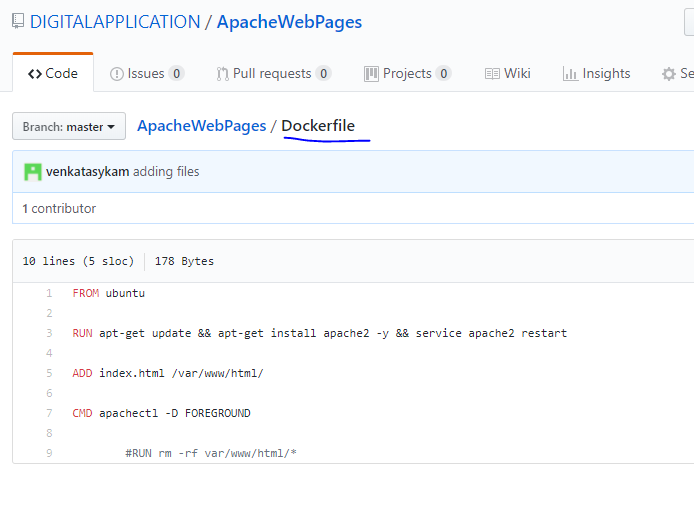 DIGITALAPPLICATION / ApacheWebPages
<> Code Issues 0 Pull requests 0 Projects 0 Wiki Insights Se
Branch: master ApacheWebPages / Dockerfile
venkatasykam adding files
1 contributor
10 lines (5 sloc) 178 Bytes
1 FROM ubuntu
2
3 RUN apt-get update && apt-get install apache2 -y && service apache2 restart
4
5 ADD index.html /var/www/html/
6
7 CMD apachectl -D FOREGROUND
8
9 #RUN rm -rf var/www/html/*